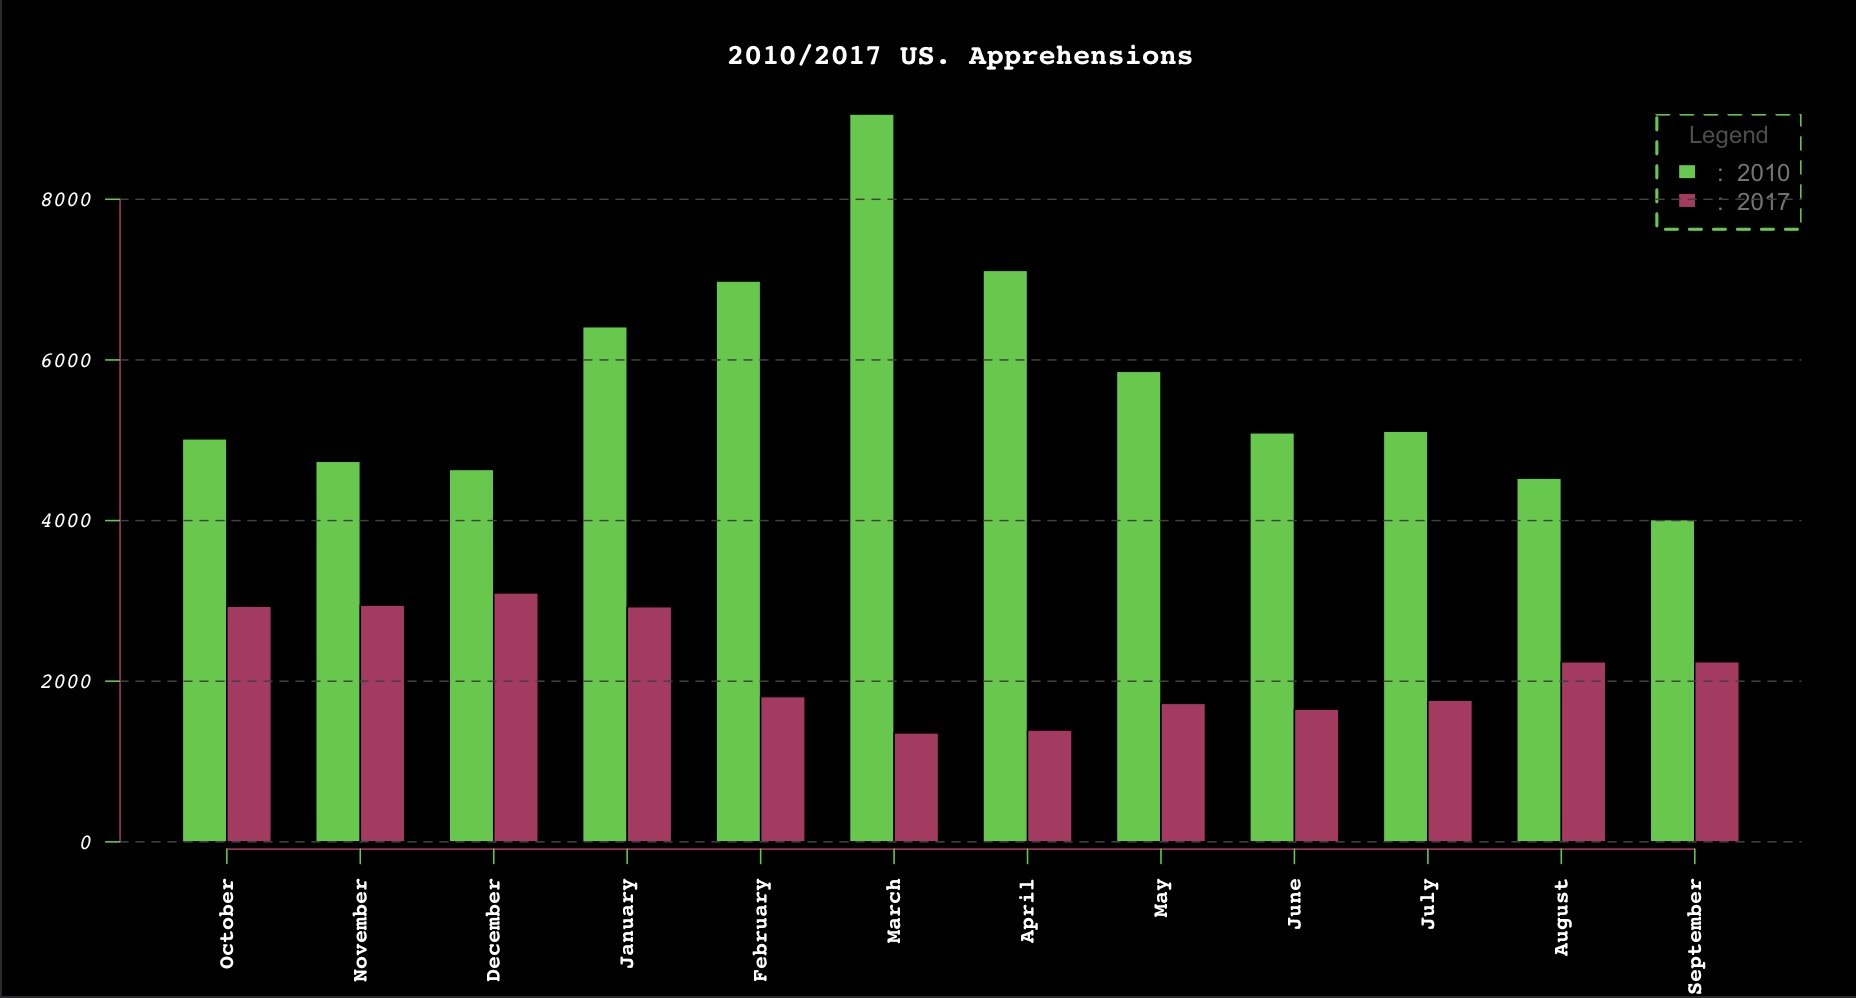 2010/2017 US. Apprehensions
Legend
: 2010
: 2017
8000
6000
4000
2000
0
October
November
December
January
February
March
April
May
June
July
August
September